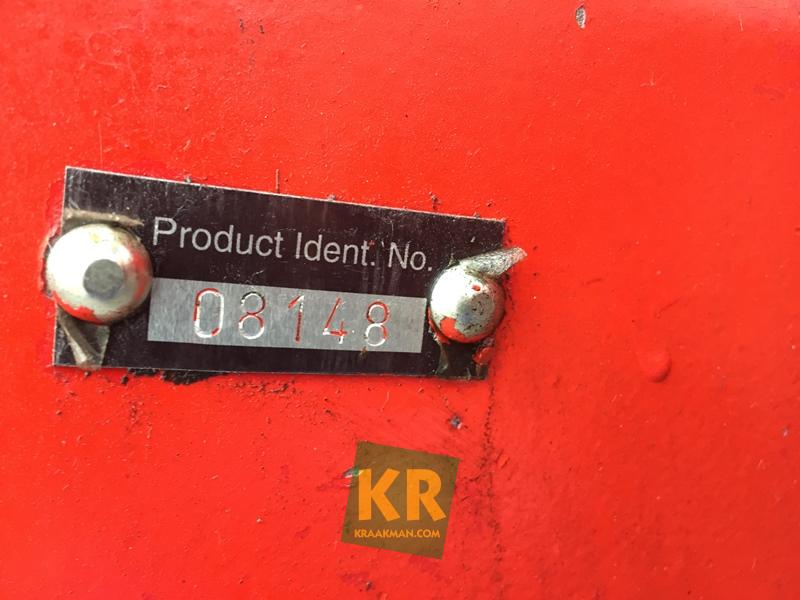 Product Ident. No.
08148
KR
KRAAKMAN.COM